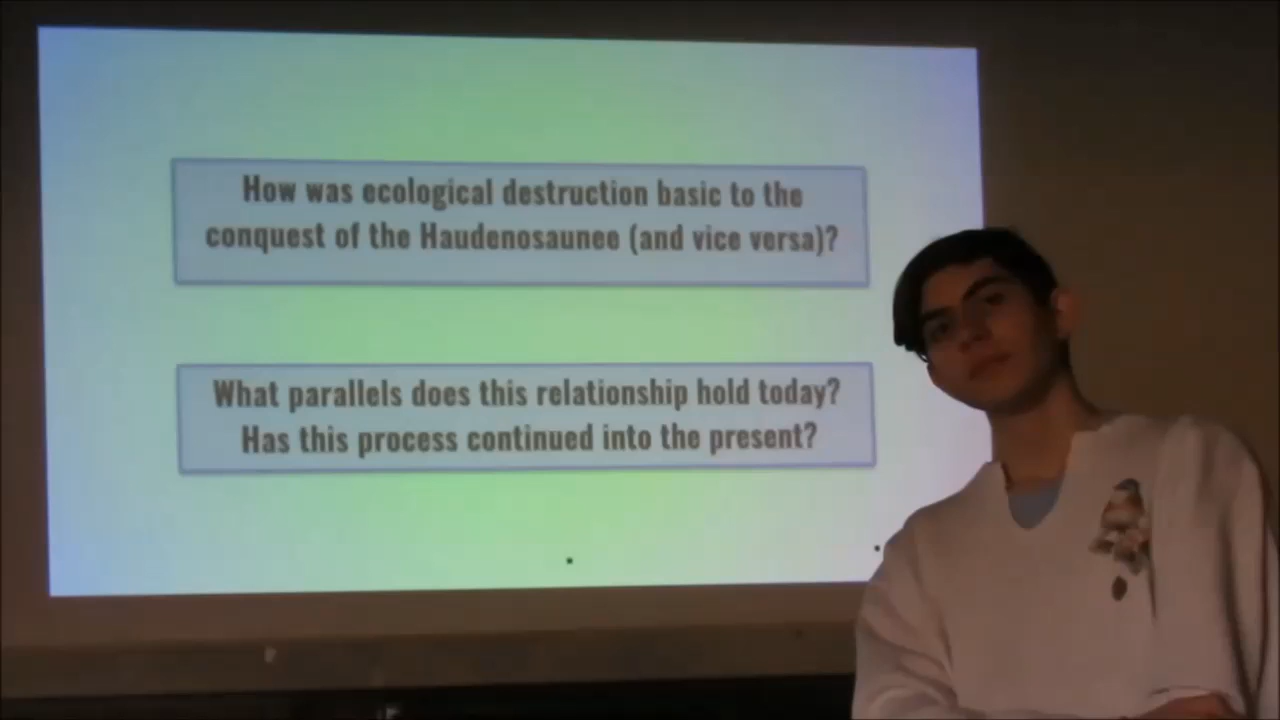 How was ecological destruction basic to the
conquest of the Haudenosaunee (and vice versa)?
What parallels does this relationship hold today?
Has this process continued into the present?